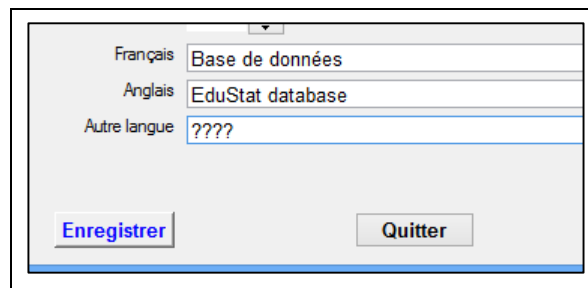 Français Base de données
Anglais EduStat database
Autre langue ????
Enregistrer Quitter